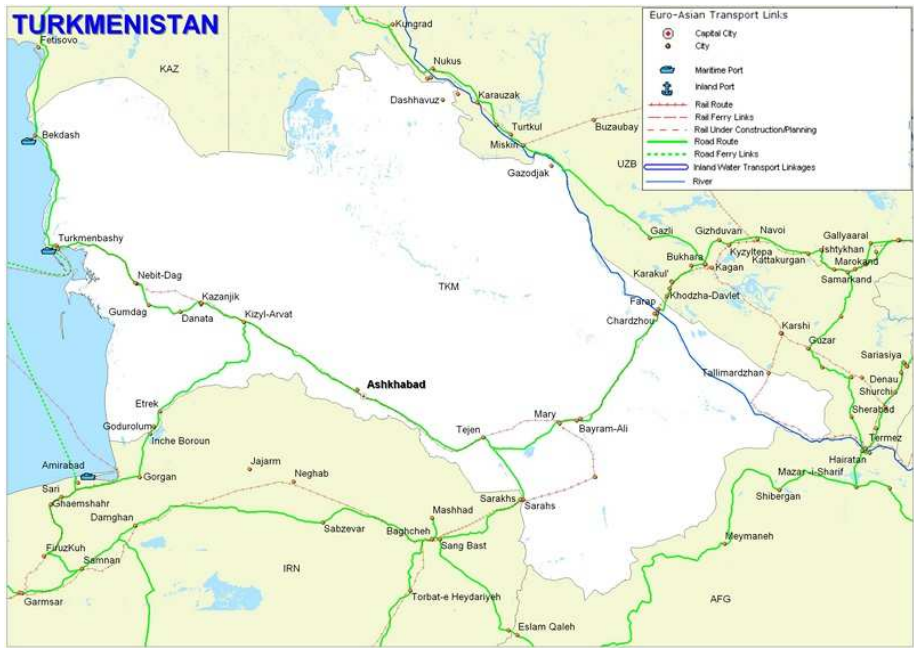 TURKMENISTAN
Euro-Asian Transport Links
Capital City
City
Maritime Port
Inland Port
Rail Route
Rail Ferry Links
Rail Under Construction/Planning
Road Route
Road Ferry Links
Inland Water Transport Linkages
River
Kungrad
Fetisovo
KAZ
Nukus
Dashhavuz
Karauzak
Bekdash
Turtkul
Buzaubay
Miskin
UZB
Gazodjak
Turkmenbashy
Gazli
Gizhduvan
Navoi
Gallyaaral
Kyzyltepa
Ishtykhan
Kattakurgan
Marokand
Bukhara
Kagan
Samarkand
Nebit-Dag
Karakul'
TKM
Kazanjik
Khodzha-Davlet
Farap
Gumdag
Danata
Kizyl-Arvat
Chardzhou
Karshi
Guzar
Sariasiya
Tallimardzhan
Denau
Ashkhabad
Shurchi
Etrek
Sherabad
Godurolum
Mary
Bayram-Ali
Inche Boroun
Tejen
Termez
Hairatan
Amirabad
Jajarm
Mazar -i-Sharif
Gorgan
Neghab
Sari
Sarakhs
Sarahs
Shibergan
Ghaemshahr
Mashhad
Damghan
Sabzevar
Baghcheh
Sang Bast
Meymaneh
FiruzKuh
Samnan
IRN
Torbat-e Heydariyeh
AFG
Garmsar
Eslam Qaleh